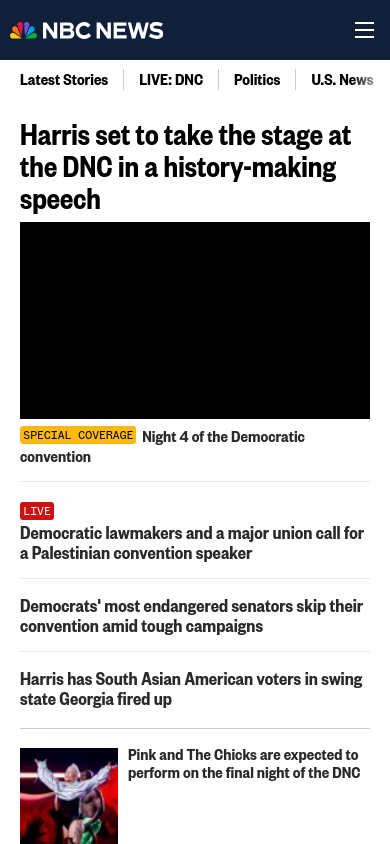 NBC NEWS
Latest Stories LIVE: DNC Politics U.S. News
Harris set to take the stage at
the DNC in a history-making
speech
SPECIAL COVERAGE Night 4 of the Democratic
convention
LIVE
Democratic lawmakers and a major union call for
a Palestinian convention speaker
Democrats' most endangered senators skip their
convention amid tough campaigns
Harris has South Asian American voters in swing
state Georgia fired up
Pink and The Chicks are expected to
perform on the final night of the DNC